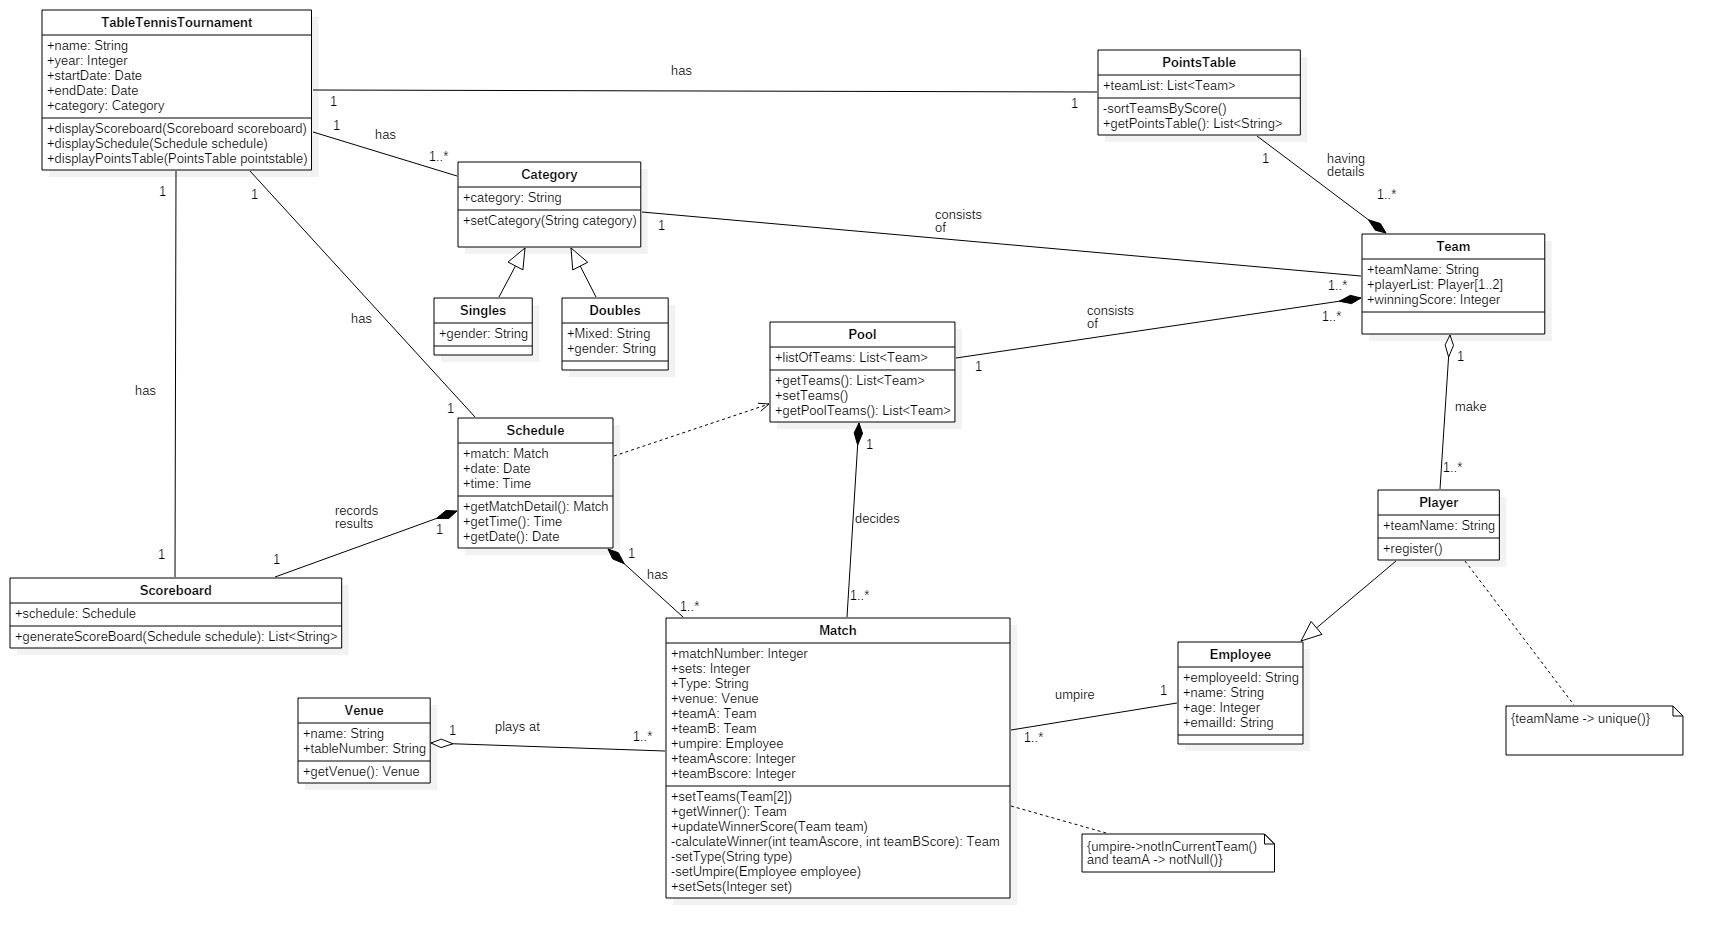 TableTennisTournament
+name: String
+year: Integer
+startDate: Date
+endDate: Date
+category: Category
+displayScoreboard(Scoreboard scoreboard)
+displaySchedule(Schedule schedule)
+displayPointsTable(PointsTable pointstable)
has
1
1
PointsTable
+teamList: List<Team>
-sortTeamsByScore()
+getPointsTable(): List<String>
1
has
1..*
Category
+category: String
+setCategory(String category)
1
having
details
1..*
1
consists
of
1..*
Team
+teamName: String
+playerList: Player[1..2]
+winningScore: Integer
Singles
+gender: String
Doubles
+Mixed: String
+gender: String
1
has
1
1
has
1
Pool
+listOfTeams: List<Team>
+getTeams(): List<Team>
+setTeams()
+getPoolTeams(): List<Team>
consists
of
1
1..*
1
make
1..*
Schedule
+match: Match
+date: Date
+time: Time
+getMatchDetail(): Match
+getTime(): Time
+getDate(): Date
records
results
1
1
1
decides
1..*
Player
+teamName: String
+register()
1
has
1..*
Scoreboard
+schedule: Schedule
+generateScoreBoard(Schedule schedule): List<String>
Match
+matchNumber: Integer
+sets: Integer
+Type: String
+venue: Venue
+teamA: Team
+teamB: Team
+umpire: Employee
+teamAscore: Integer
+teamBscore: Integer
+setTeams(Team[2])
+getWinner(): Team
+updateWinnerScore(Team team)
-calculateWinner(int teamAscore, int teamBScore): Team
-setType(String type)
-setUmpire(Employee employee)
+setSets(Integer set)
umpire
1
1..*
Employee
+employeeId: String
+name: String
+age: Integer
+emailId: String
{teamName -> unique()}
Venue
+name: String
+tableNumber: String
+getVenue(): Venue
1
plays at
1..*
{umpire->notInCurrentTeam()
and teamA -> notNull()}